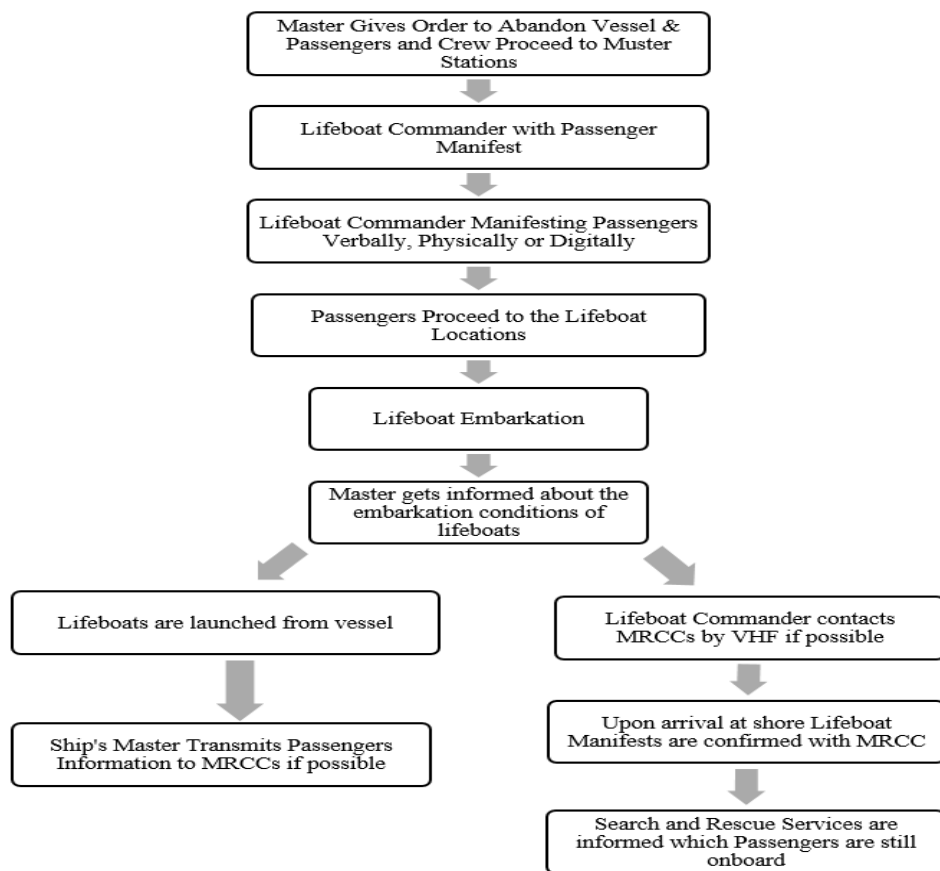 Master Gives Order to Abandon Vessel &
Passengers and Crew Proceed to Muster
Stations
Lifeboat Commander with Passenger
Manifest
Lifeboat Commander Manifesting Passengers
Verbally, Physically or Digitally
Passengers Proceed to the Lifeboat
Locations
Lifeboat Embarkation
Master gets informed about the
embarkation conditions of
lifeboats
Lifeboats are launched from vessel
Ship's Master Transmits Passengers
Information to MRCCs if possible
Lifeboat Commander contacts
MRCCs by VHF if possible
Upon arrival at shore Lifeboat
Manifests are confirmed with MRCC
Search and Rescue Services are
informed which Passengers are still
onboard